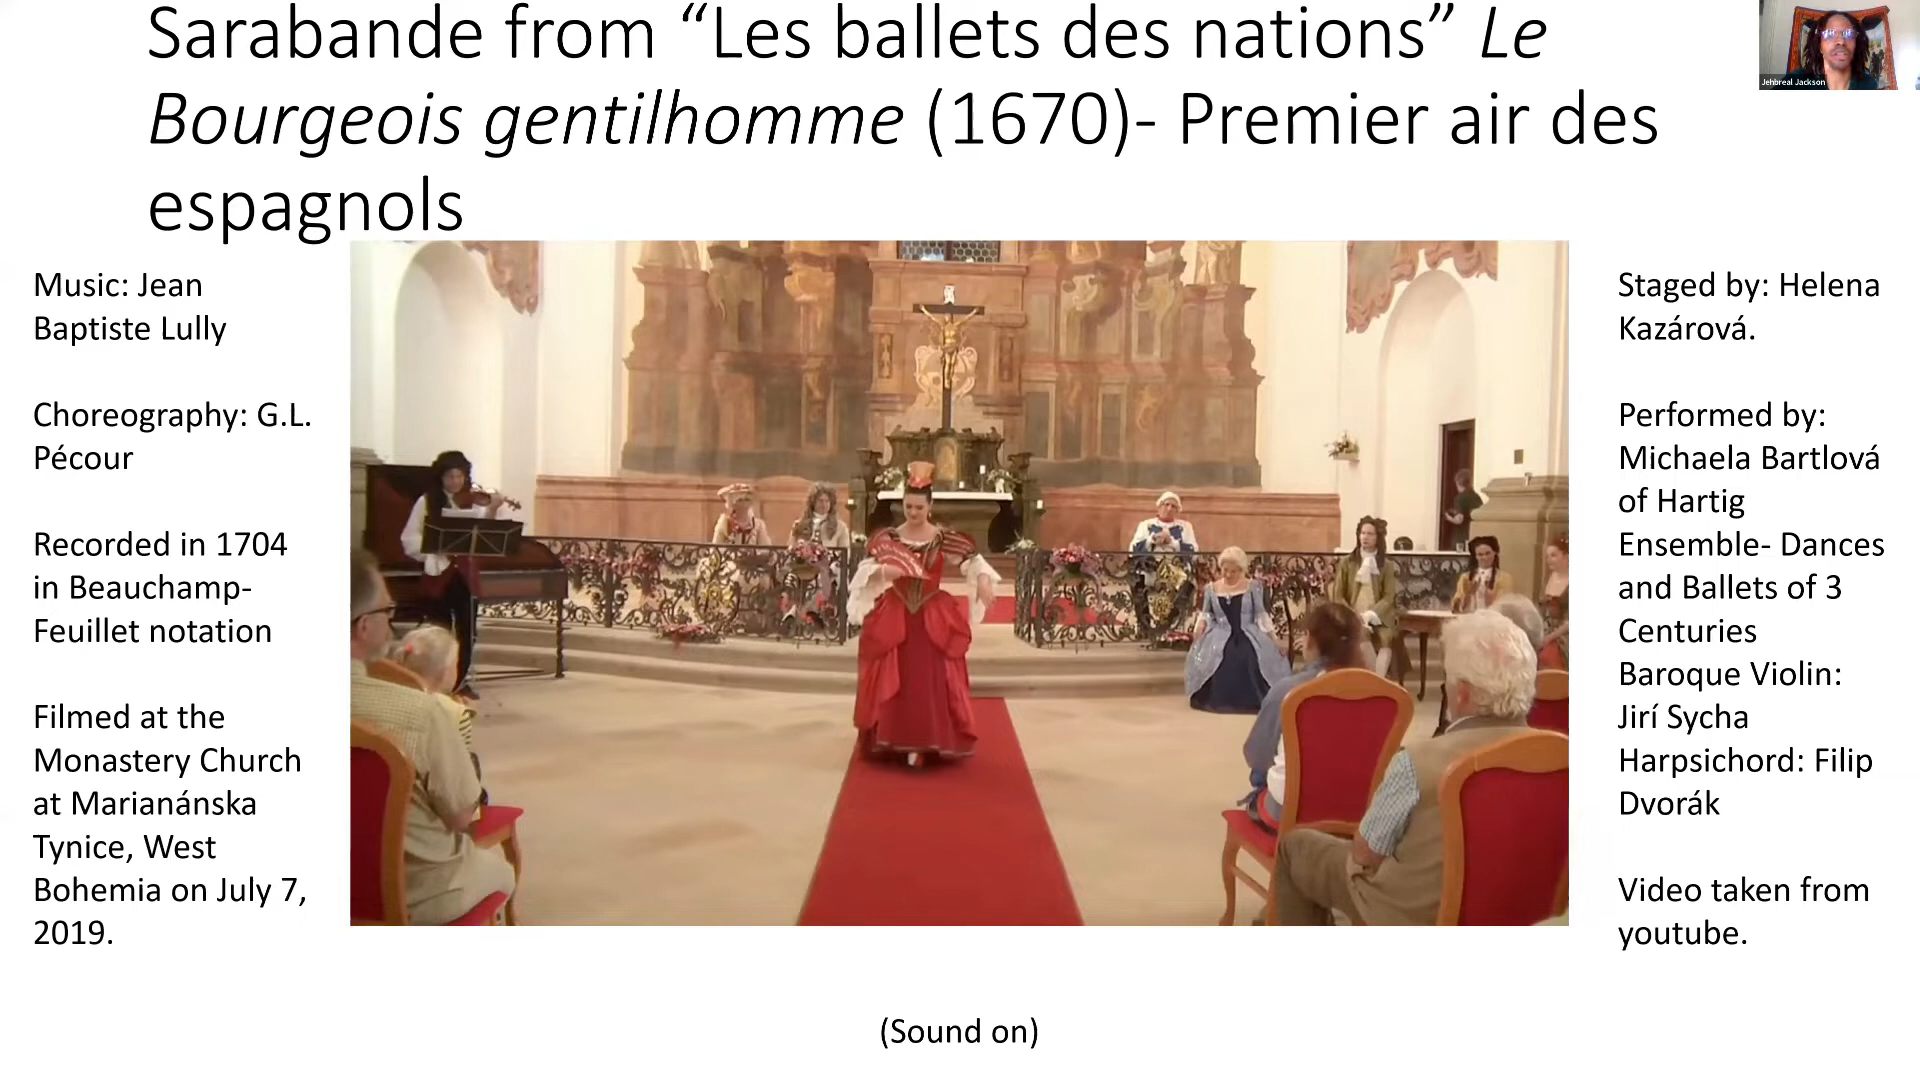 Sarabande from “Les ballets des nations” Le
Bourgeois gentilhomme (1670)- Premier air des
espagnols
Jehbreal Jackson
Music: Jean
Baptiste Lully
Choreography: G.L.
Pécour
Recorded in 1704
in Beauchamp-
Feuillet notation
Filmed at the
Monastery Church
at Marianánska
Tynice, West
Bohemia on July 7,
2019.
Staged by: Helena
Kazárová.
Performed by:
Michaela Bartlová
of Hartig
Ensemble- Dances
and Ballets of 3
Centuries
Baroque Violin:
Jirí Sycha
Harpsichord: Filip
Dvorák
Video taken from
youtube.
(Sound on)